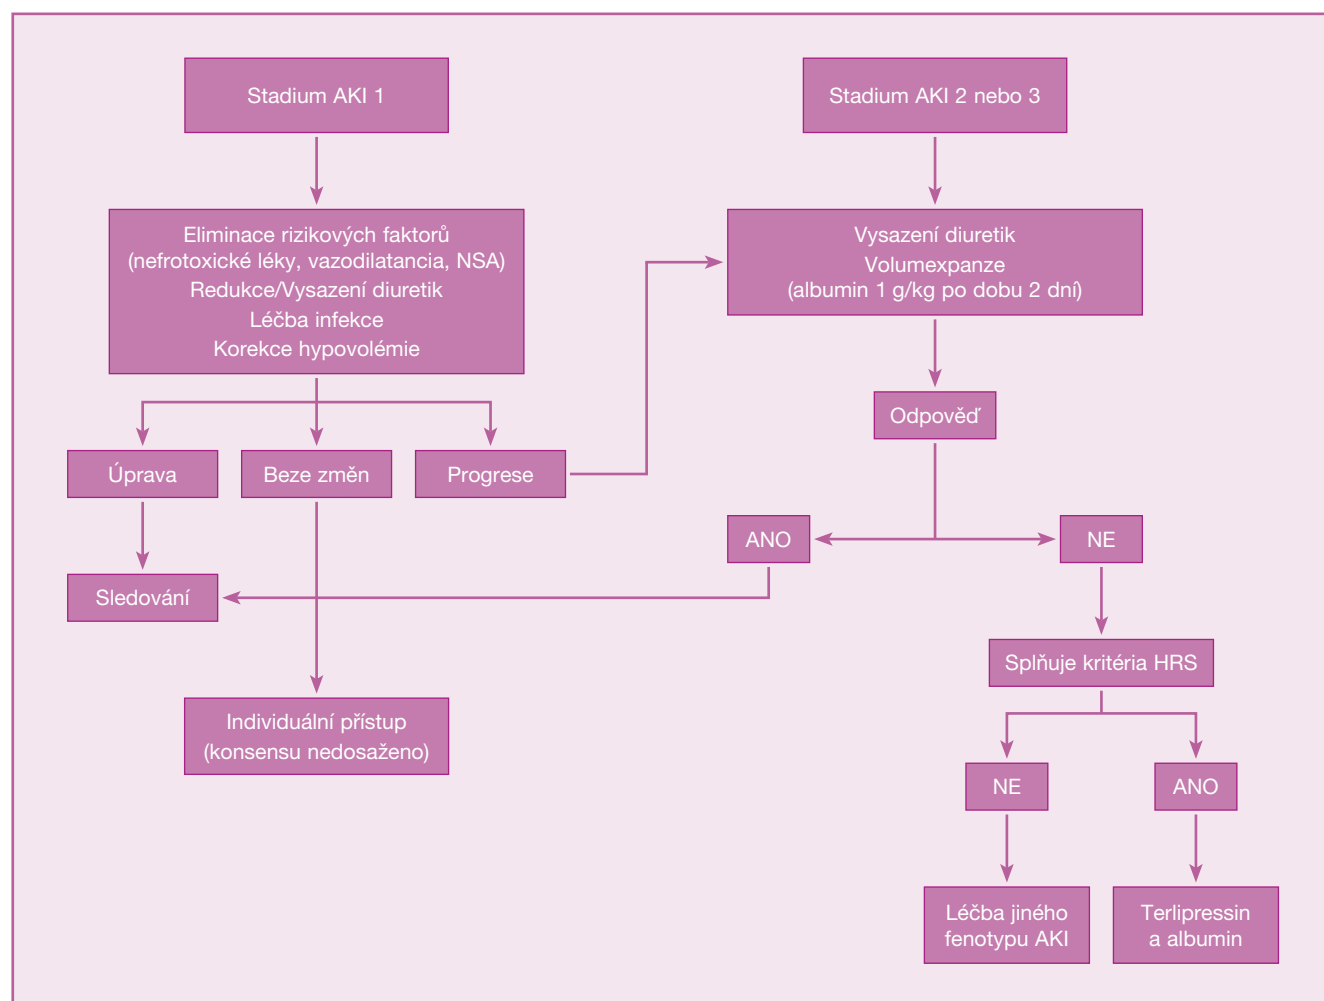 Stadium AKI 1
Stadium AKI 2 nebo 3
Eliminace rizikových faktorů
(nefrotoxické léky, vazodilatancia, NSA)
Redukce/Vysazení diuretik
Léčba infekce
Korekce hypovolémie
Vysazení diuretik
Volumexpanze
(albumin 1 g/kg po dobu 2 dní)
Odpověď
Úprava
Beze změn
Progrese
ANO
NE
Sledování
Splňuje kritéria HRS
Individuální přístup
(konsensu nedosaženo)
NE
ANO
Léčba jiného
fenotypu AKI
Terlipressin
a albumin